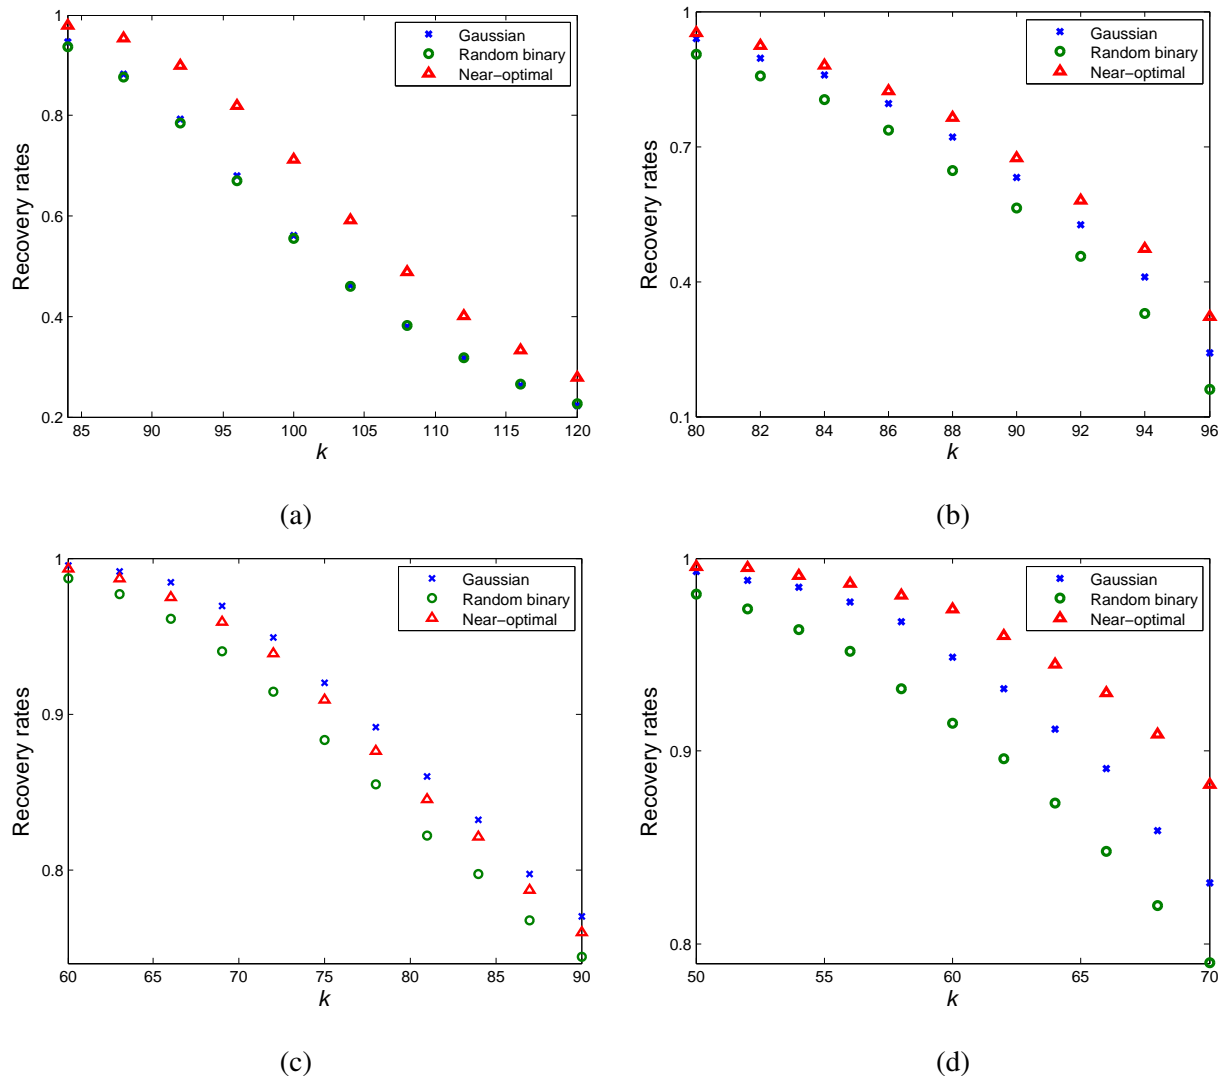 1
0.8
0.6
0.4
0.2
Recovery rates
Gaussian
Random binary
Near-optimal
85 90 95 100 105 110 115 120
k
(a)
1
0.7
0.4
0.1
Recovery rates
Gaussian
Random binary
Near-optimal
80 82 84 86 88 90 92 94 96
k
(b)
1
0.9
0.8
Recovery rates
Gaussian
Random binary
Near-optimal
60 65 70 75 80 85 90
k
(c)
1
0.9
0.8
Recovery rates
Gaussian
Random binary
Near-optimal
50 55 60 65 70
k
(d)